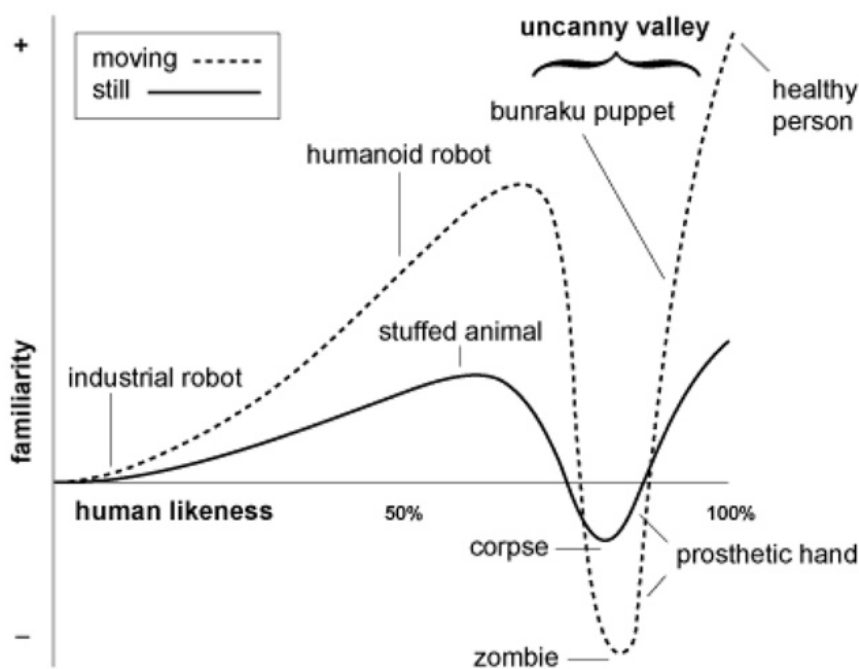 +
uncanny valley
moving
still
bunraku puppet
healthy
person
humanoid robot
stuffed animal
industrial robot
familiarity
human likeness
50%
100%
corpse
prosthetic hand
–
zombie